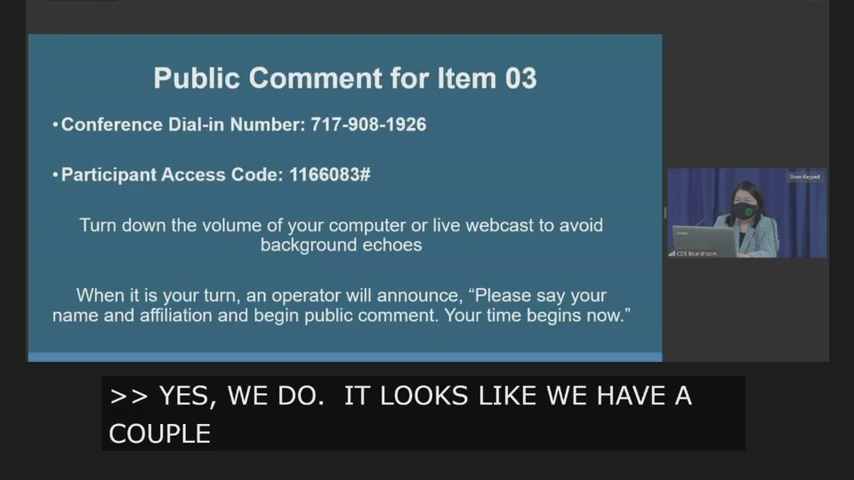 Public Comment for Item 03
•Conference Dial-in Number: 717-908-1926
•Participant Access Code: 1166083#
Turn down the volume of your computer or live webcast to avoid
background echoes
When it is your turn, an operator will announce, “Please say your
name and affiliation and begin public comment. Your time begins now.”
CDE Boardroom
>> YES, WE DO.  IT LOOKS LIKE WE HAVE A
COUPLE